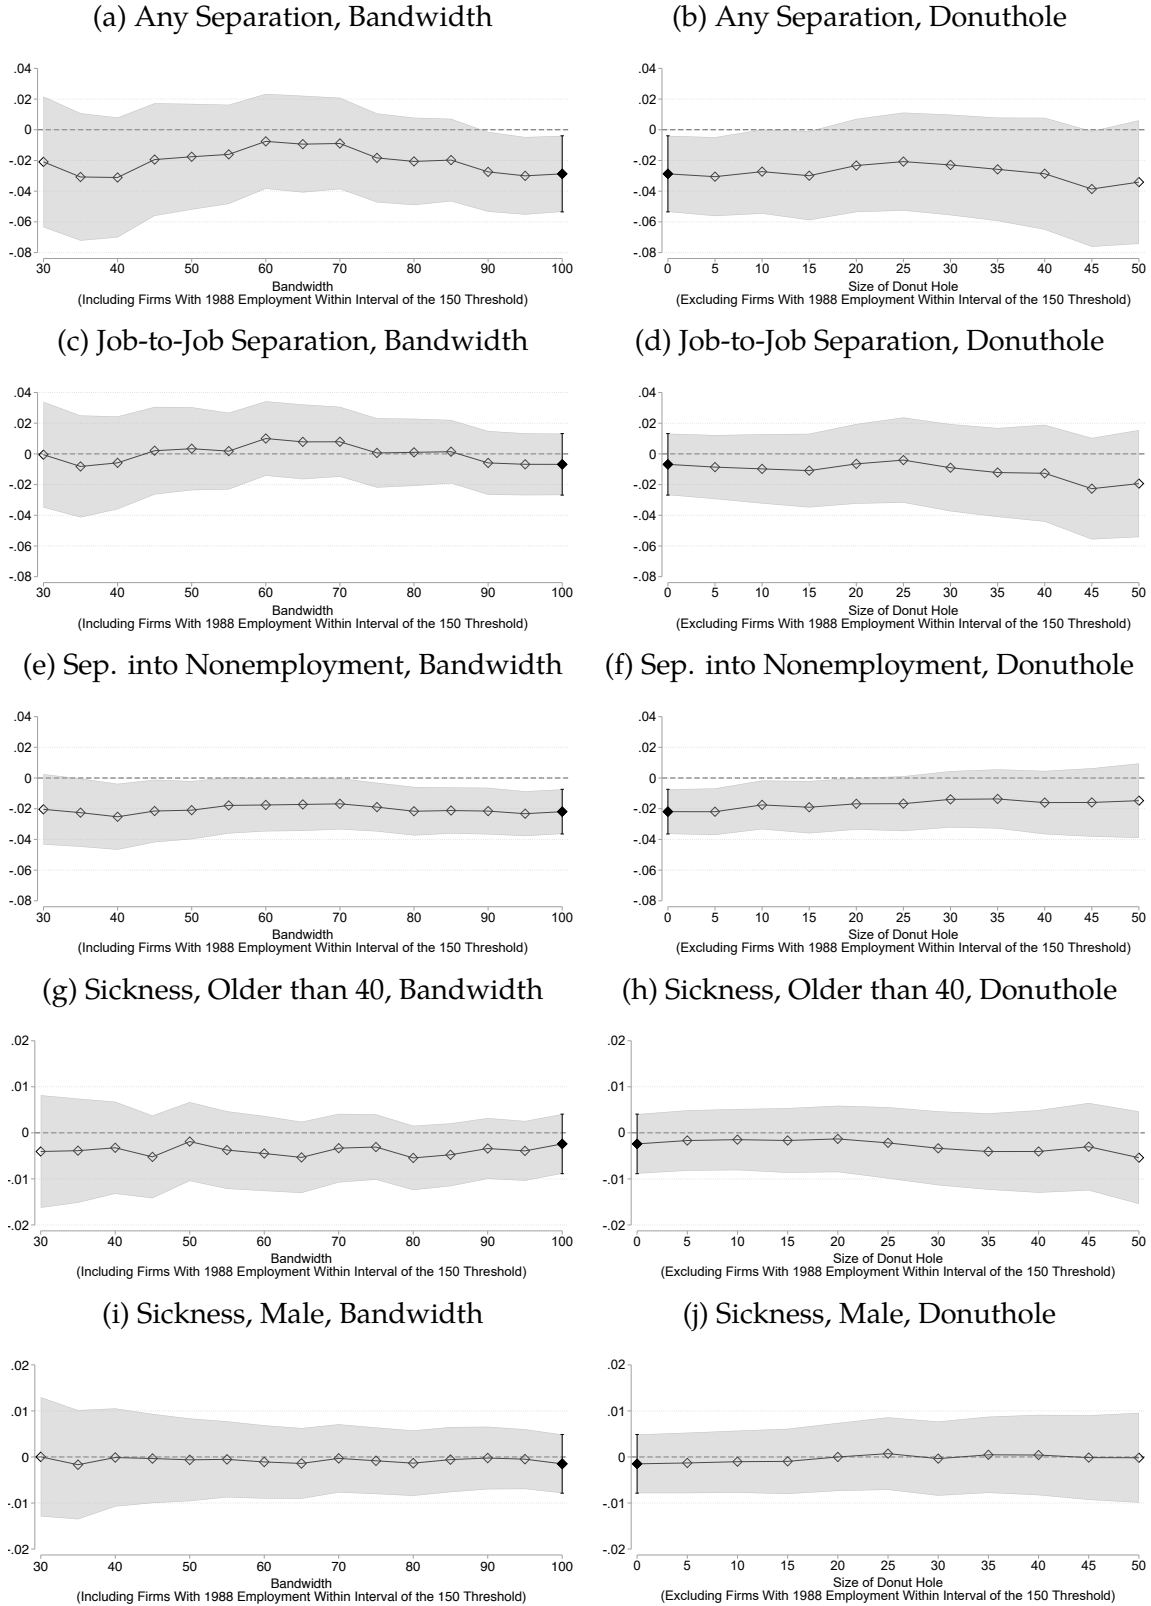 (a) Any Separation, Bandwidth
.04
.02
0
-.02
-.04
-.06
-.08
30 40 50 60 70 80 90 100
Bandwidth
(Including Firms With 1988 Employment Within Interval of the 150 Threshold)
(b) Any Separation, Donuthole
.04
.02
0
-.02
-.04
-.06
-.08
0 5 10 15 20 25 30 35 40 45 50
Size of Donut Hole
(Excluding Firms With 1988 Employment Within Interval of the 150 Threshold)
(c) Job-to-Job Separation, Bandwidth
.04
.02
0
-.02
-.04
-.06
-.08
30 40 50 60 70 80 90 100
Bandwidth
(Including Firms With 1988 Employment Within Interval of the 150 Threshold)
(d) Job-to-Job Separation, Donuthole
.04
.02
0
-.02
-.04
-.06
-.08
0 5 10 15 20 25 30 35 40 45 50
Size of Donut Hole
(Excluding Firms With 1988 Employment Within Interval of the 150 Threshold)
(e) Sep. into Nonemployment, Bandwidth
.04
.02
0
-.02
-.04
-.06
-.08
30 40 50 60 70 80 90 100
Bandwidth
(Including Firms With 1988 Employment Within Interval of the 150 Threshold)
(f) Sep. into Nonemployment, Donuthole
.04
.02
0
-.02
-.04
-.06
-.08
0 5 10 15 20 25 30 35 40 45 50
Size of Donut Hole
(Excluding Firms With 1988 Employment Within Interval of the 150 Threshold)
(g) Sickness, Older than 40, Bandwidth
.02
.01
0
-.01
-.02
30 40 50 60 70 80 90 100
Bandwidth
(Including Firms With 1988 Employment Within Interval of the 150 Threshold)
(h) Sickness, Older than 40, Donuthole
.02
.01
0
-.01
-.02
0 5 10 15 20 25 30 35 40 45 50
Size of Donut Hole
(Excluding Firms With 1988 Employment Within Interval of the 150 Threshold)
(i) Sickness, Male, Bandwidth
.02
.01
0
-.01
-.02
30 40 50 60 70 80 90 100
Bandwidth
(Including Firms With 1988 Employment Within Interval of the 150 Threshold)
(j) Sickness, Male, Donuthole
.02
.01
0
-.01
-.02
0 5 10 15 20 25 30 35 40 45 50
Size of Donut Hole
(Excluding Firms With 1988 Employment Within Interval of the 150 Threshold)